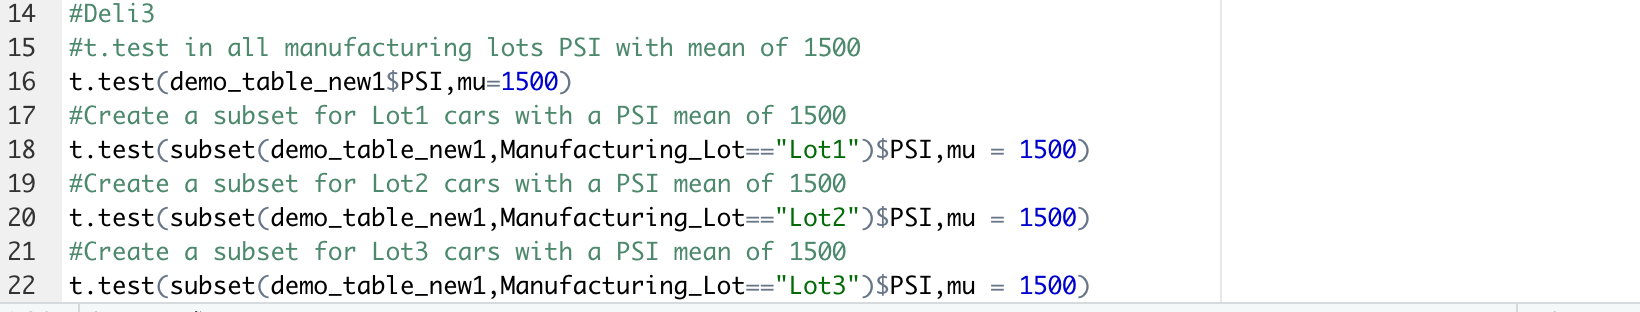 14 #Deli3
15 #t.test in all manufacturing lots PSI with mean of 1500
16 t.test(demo_table_new1$PSI,mu=1500)
17 #Create a subset for Lot1 cars with a PSI mean of 1500
18 t.test(subset(demo_table_new1,Manufacturing_Lot=="Lot1")$PSI,mu = 1500)
19 #Create a subset for Lot2 cars with a PSI mean of 1500
20 t.test(subset(demo_table_new1,Manufacturing_Lot=="Lot2")$PSI,mu = 1500)
21 #Create a subset for Lot3 cars with a PSI mean of 1500
22 t.test(subset(demo_table_new1,Manufacturing_Lot=="Lot3")$PSI,mu = 1500)